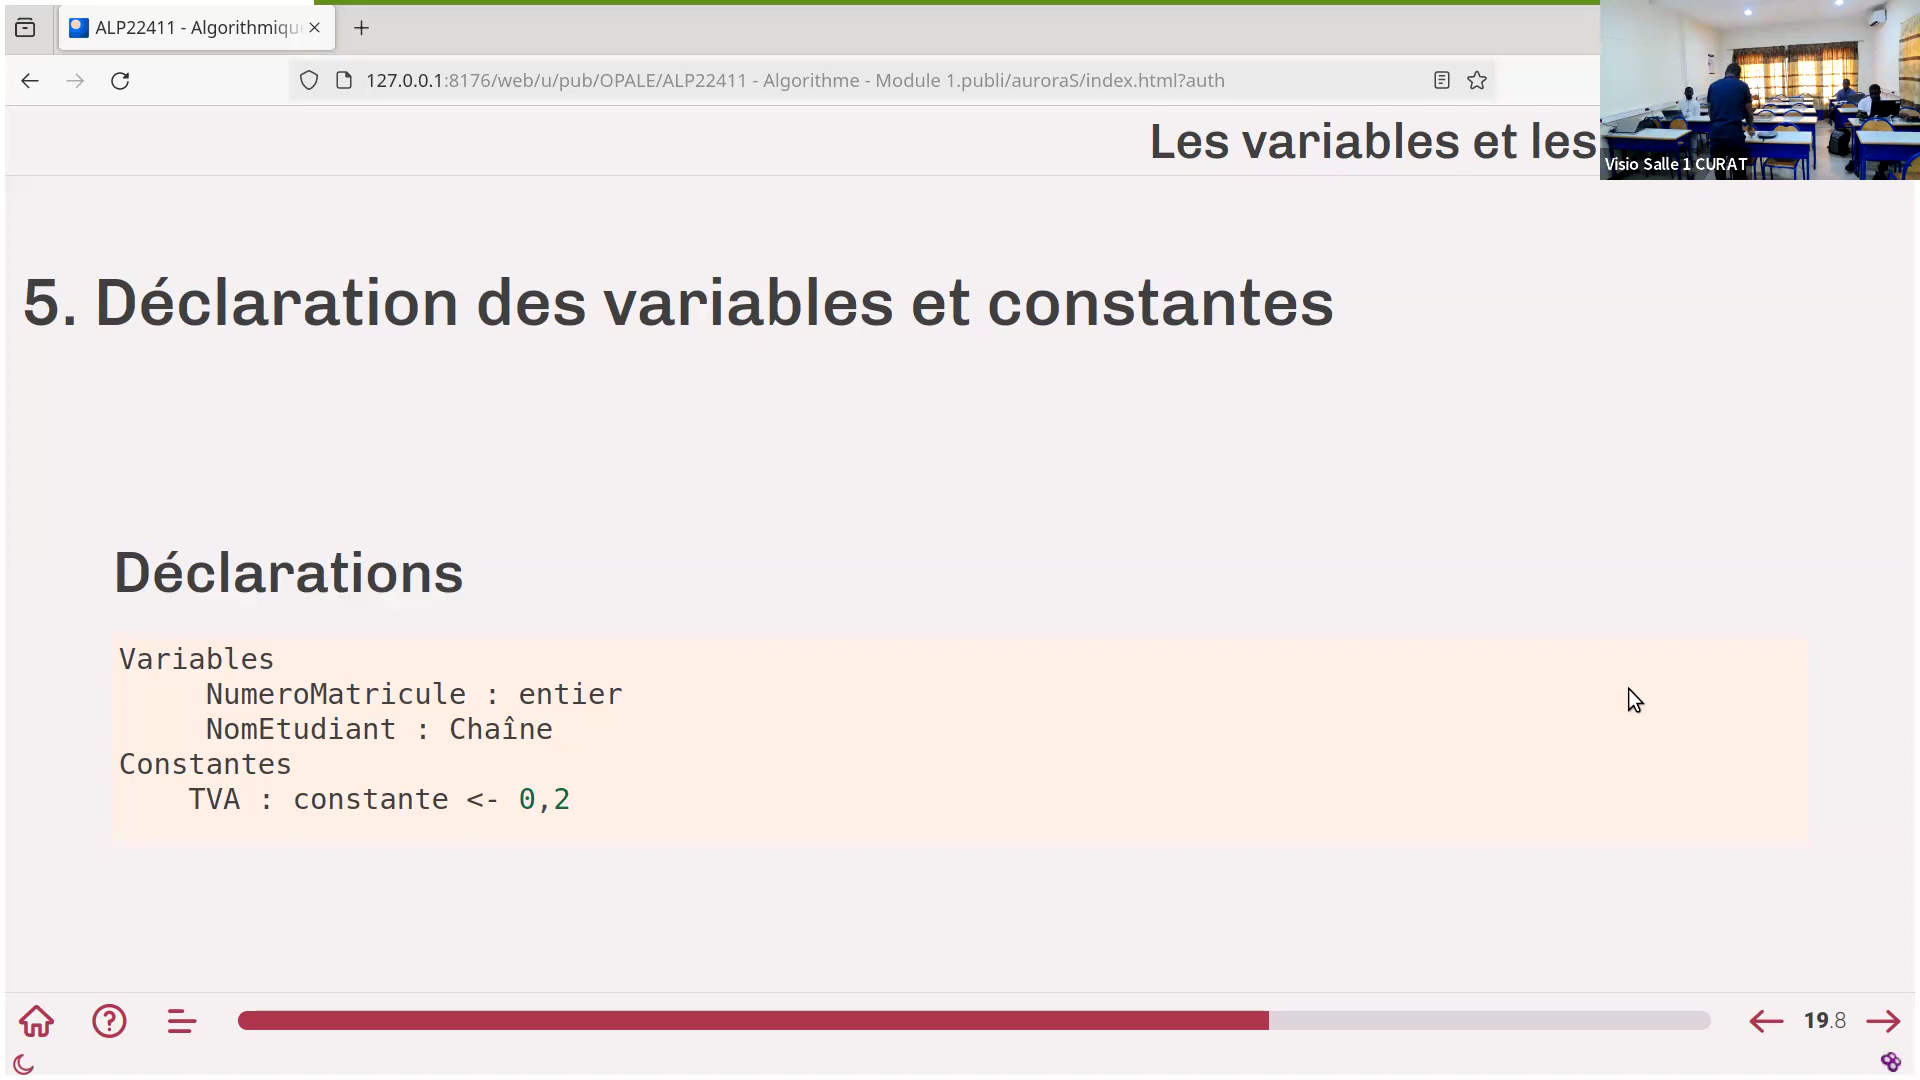 ALP22411 - Algorithmiqu
127.0.0.1:8176/web/u/pub/OPALE/ALP22411 - Algorithme - Module 1.publi/auroraS/index.html?auth
Les variables et les
Visio Salle 1 CURAT
5. Déclaration des variables et constantes
Déclarations
Variables
NumeroMatricule : entier
NomEtudiant : Chaîne
Constantes
TVA : constante <- 0,2
19.8